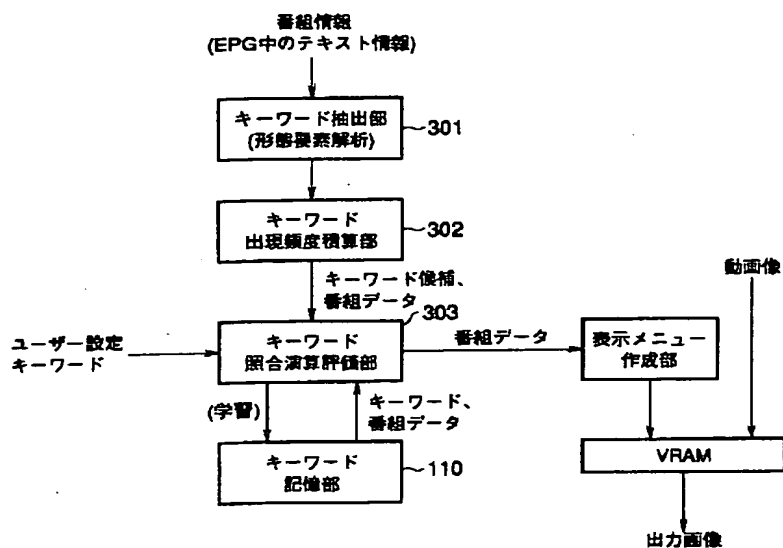 番組情報
(EPG中のテキスト情報)
キーワード抽出部
(形態要素解析)
301
キーワード
出現頻度積算部
302
キーワード候補、
番組データ
303
動画像
ユーザー設定
キーワード
キーワード
照合演算評価部
番組データ
表示メニュー
作成部
(学習)
キーワード、
番組データ
キーワード
記憶部
110
VRAM
出力画像